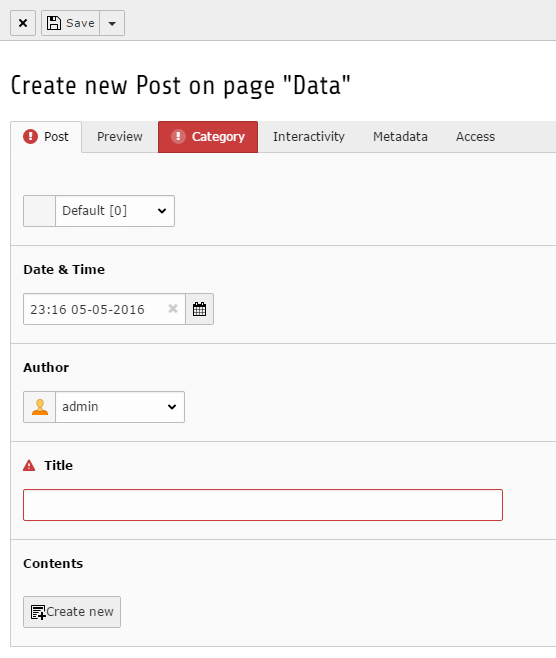 Save
Create new Post on page "Data"
Post Preview Category Interactivity Metadata Access
Default [0]
Date & Time
23:16 05-05-2016
Author
admin
Title
Contents
Create new